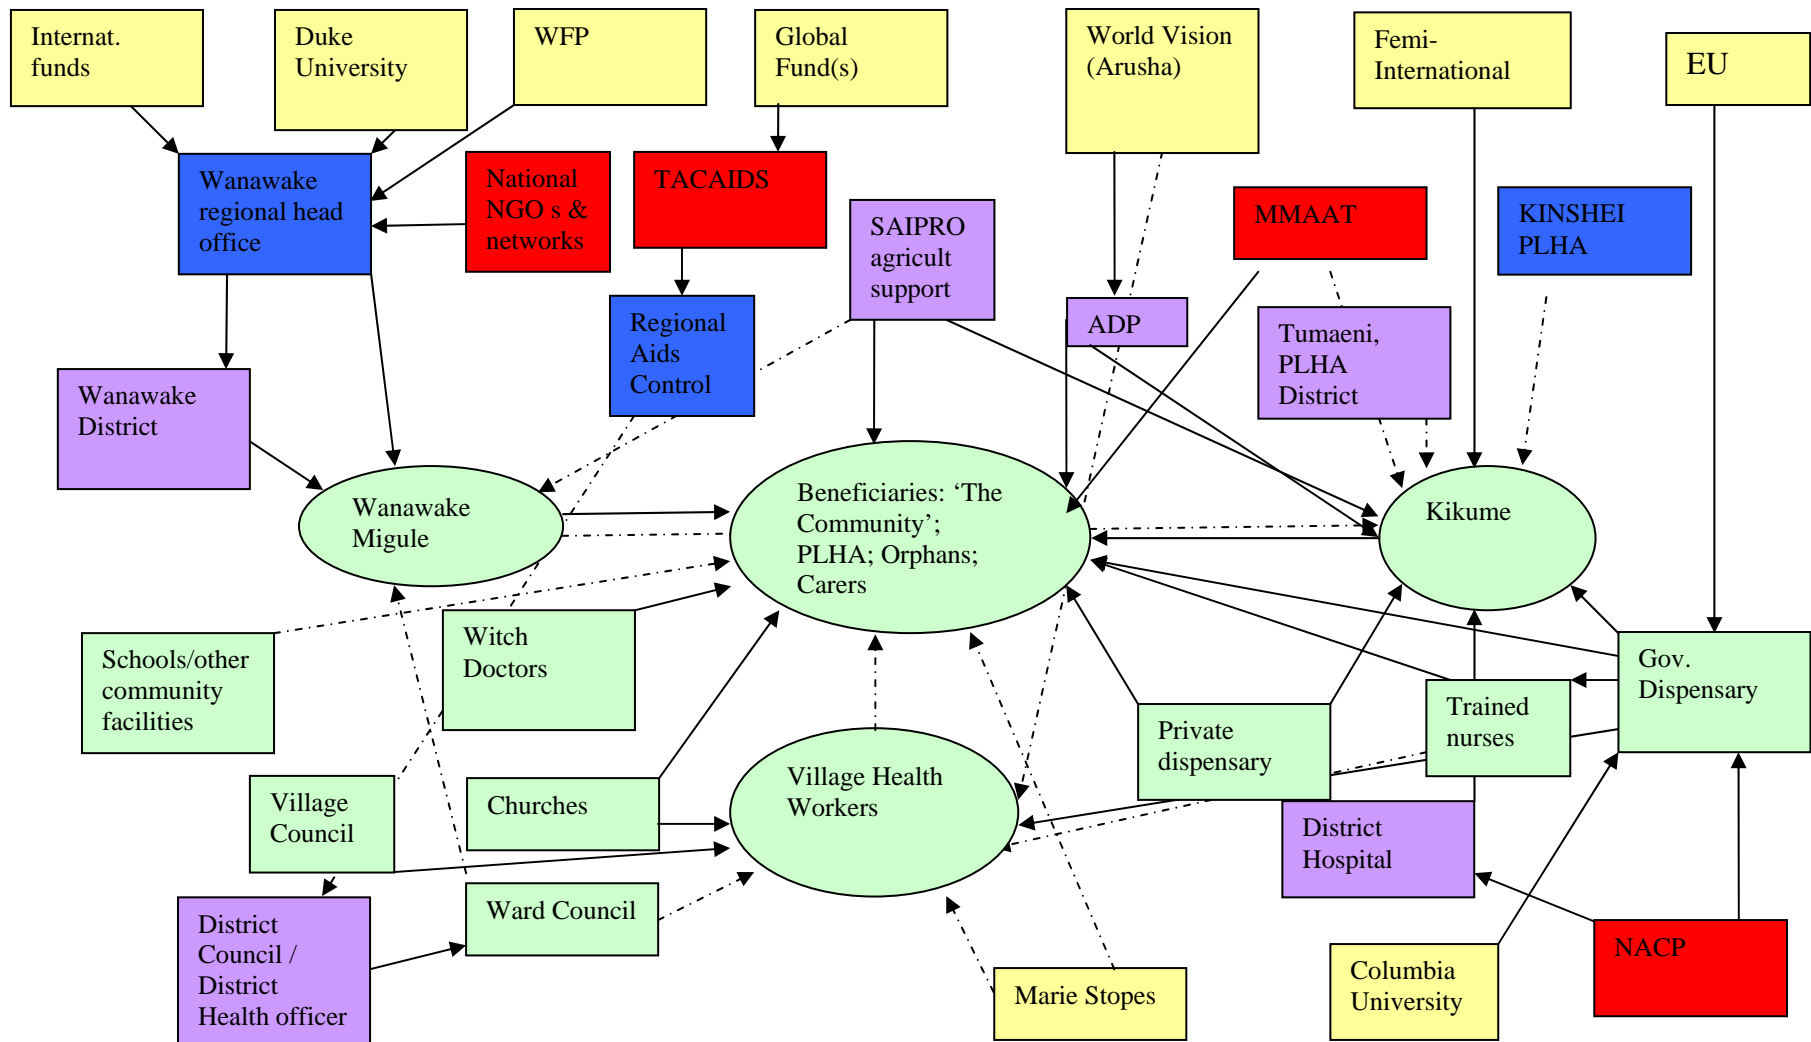 Internat.
funds
Duke
University
WFP
Global
Fund(s)
World Vision
(Arusha)
Femi-
International
EU
Wanawake
regional head
office
National
NGO s &
networks
TACAIDS
SAIPRO
agricult
support
MMAAT
KINSHEI
PLHA
Regional
Aids
Control
ADP
Tumaeni,
PLHA
District
Wanawake
District
Wanawake
Migule
Beneficiaries: ‘The
Community’;
PLHA; Orphans;
Carers
Kikume
Schools/other
community
facilities
Witch
Doctors
Gov.
Dispensary
Private
dispensary
Trained
nurses
Village
Council
Churches
Village Health
Workers
District
Hospital
District
Council /
District
Health officer
Ward Council
Marie Stopes
Columbia
University
NACP